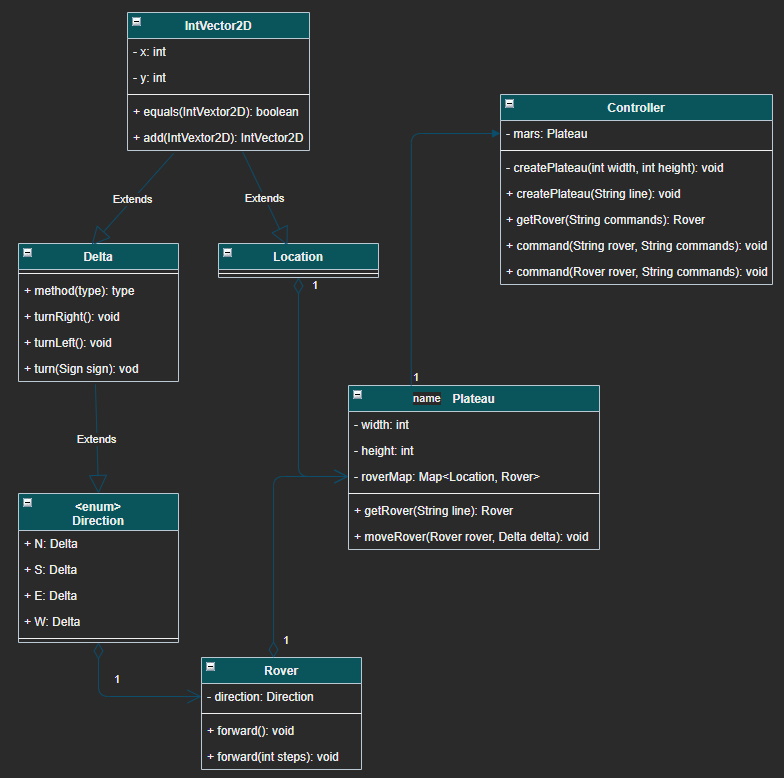 IntVector2D
- x: int
- y: int
+ equals(IntVextor2D): boolean
+ add(IntVextor2D): IntVector2D
Controller
- mars: Plateau
- createPlateau(int width, int height): void
+ createPlateau(String line): void
+ getRover(String commands): Rover
+ command(String rover, String commands): void
+ command(Rover rover, String commands): void
Extends
Extends
Delta
+ method(type): type
+ turnRight(): void
+ turnLeft(): void
+ turn(Sign sign): vod
Location
1
1
name Plateau
- width: int
- height: int
- roverMap: Map<Location, Rover>
+ getRover(String line): Rover
+ moveRover(Rover rover, Delta delta): void
Extends
<enum>
Direction
+ N: Delta
+ S: Delta
+ E: Delta
+ W: Delta
1
1
Rover
- direction: Direction
+ forward(): void
+ forward(int steps): void